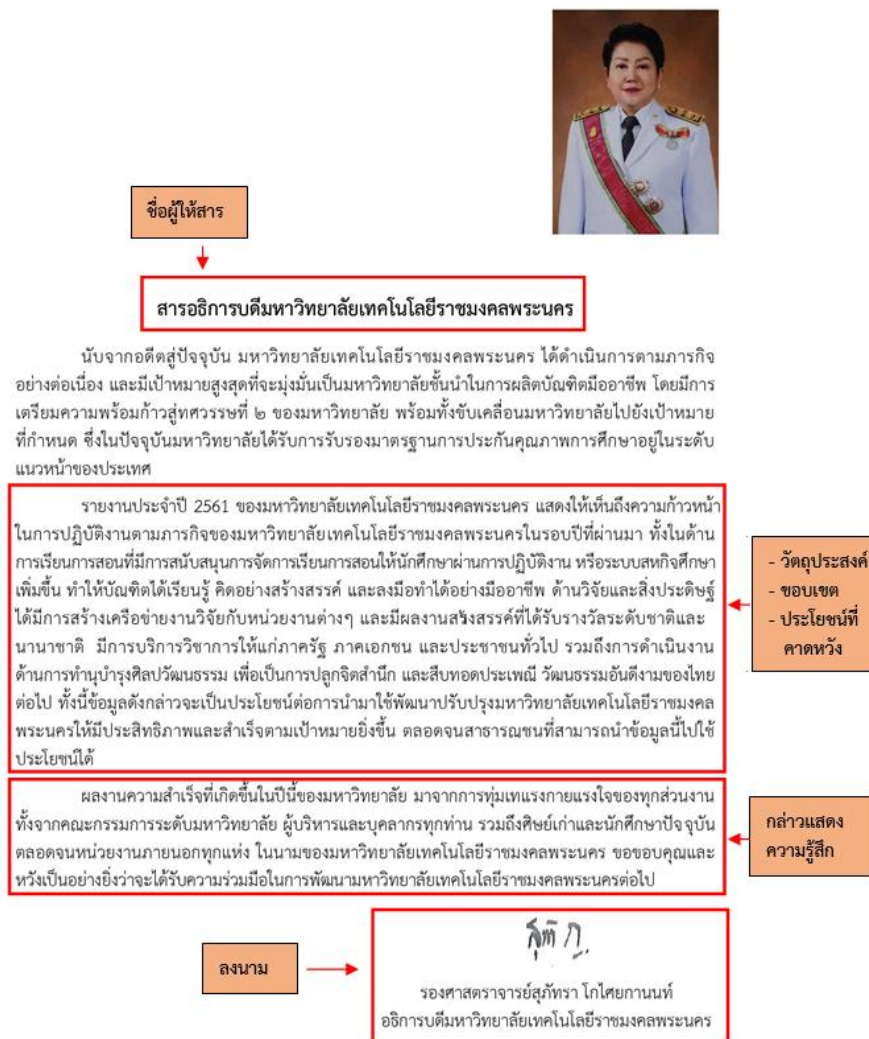 ชื่อผู้ให้สาร
สารอธิการบดีมหาวิทยาลัยเทคโนโลยีราชมงคลพระนคร
นับจากอดีตสู่ปัจจุบัน มหาวิทยาลัยเทคโนโลยีราชมงคลพระนคร ได้ดำเนินการตามภารกิจ
อย่างต่อเนื่อง และมีเป้าหมายสูงสุดที่จะมุ่งมั่นเป็นมหาวิทยาลัยชั้นนำในการผลิตบัณฑิตมืออาชีพ โดยมีการ
เตรียมความพร้อมก้าวสู่ทศวรรษที่ ๒ ของมหาวิทยาลัย พร้อมทั้งขับเคลื่อนมหาวิทยาลัยไปยังเป้าหมาย
ที่กำหนด ซึ่งในปัจจุบันมหาวิทยาลัยได้รับการรับรองมาตรฐานการประกันคุณภาพการศึกษาอยู่ในระดับ
แนวหน้าของประเทศ
รายงานประจำปี 2561 ของมหาวิทยาลัยเทคโนโลยีราชมงคลพระนคร แสดงให้เห็นถึงความก้าวหน้า
ในการปฏิบัติงานตามภารกิจของมหาวิทยาลัยเทคโนโลยีราชมงคลพระนครในรอบปีที่ผ่านมา ทั้งในด้าน
การเรียนการสอนที่มีการสนับสนุนการจัดการเรียนการสอนให้นักศึกษาผ่านการปฏิบัติงาน หรือระบบสหกิจศึกษา
เพิ่มขึ้น ทำให้บัณฑิตได้เรียนรู้ คิดอย่างสร้างสรรค์ และลงมือทำได้อย่างมืออาชีพ ด้านวิจัยและสิ่งประดิษฐ์
ได้มีการสร้างเครือข่ายงานวิจัยกับหน่วยงานต่างๆ และมีผลงานสร้างสรรค์ที่ได้รับรางวัลระดับชาติและ
นานาชาติ มีการบริการวิชาการให้แก่ภาครัฐ ภาคเอกชน และประชาชนทั่วไป รวมถึงการดำเนินงาน
ด้านการทำนุบำรุงศิลปวัฒนธรรม เพื่อเป็นการปลูกจิตสำนึก และสืบทอดประเพณี วัฒนธรรมอันดีงามของไทย
ต่อไป ทั้งนี้ข้อมูลดังกล่าวจะเป็นประโยชน์ต่อการนำมาใช้พัฒนาปรับปรุงมหาวิทยาลัยเทคโนโลยีราชมงคล
พระนครให้มีประสิทธิภาพและสำเร็จตามเป้าหมายยิ่งขึ้น ตลอดจนสาธารณชนที่สามารถนำข้อมูลนี้ไปใช้
ประโยชน์ได้
- วัตถุประสงค์
- ขอบเขต
- ประโยชน์ที่
คาดหวัง
ผลงานความสำเร็จที่เกิดขึ้นในปีนี้ของมหาวิทยาลัย มาจากการทุ่มเทแรงกายแรงใจของทุกส่วนงาน
ทั้งจากคณะกรรมการระดับมหาวิทยาลัย ผู้บริหารและบุคลากรทุกท่าน รวมถึงศิษย์เก่าและนักศึกษาปัจจุบัน
ตลอดจนหน่วยงานภายนอกทุกแห่ง ในนามของมหาวิทยาลัยเทคโนโลยีราชมงคลพระนคร ขอขอบคุณและ
หวังเป็นอย่างยิ่งว่าจะได้รับความร่วมมือในการพัฒนามหาวิทยาลัยเทคโนโลยีราชมงคลพระนครต่อไป
กล่าวแสดง
ความรู้สึก
ลงนาม
รองศาสตราจารย์สุภัทรา โกไศยกานนท์
อธิการบดีมหาวิทยาลัยเทคโนโลยีราชมงคลพระนคร